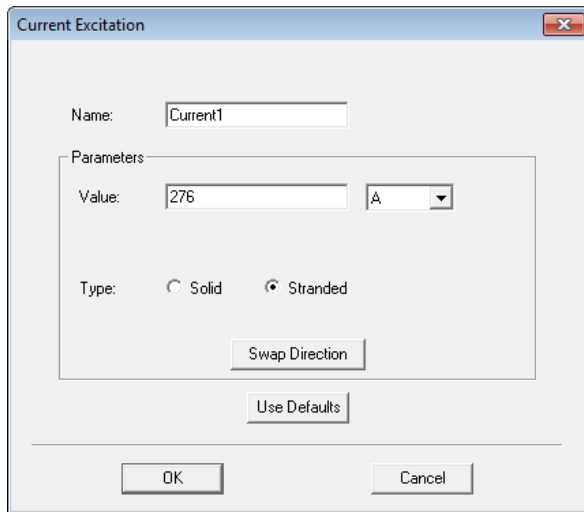 Current Excitation
Name: Current1
Parameters
Value: 276 A
Type: Solid Stranded
Swap Direction
Use Defaults
OK Cancel